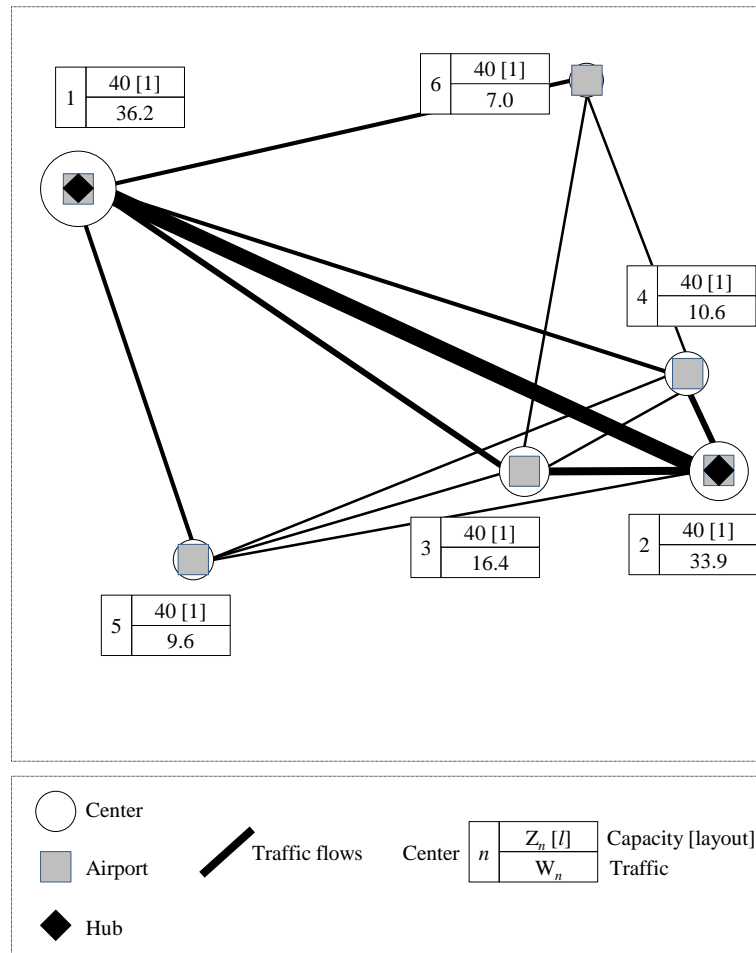 1
40 [1]
36.2
6
40 [1]
7.0
4
40 [1]
10.6
3
40 [1]
16.4
2
40 [1]
33.9
5
40 [1]
9.6
Center
Airport
Hub
Traffic flows
Center
n
Zn [l]
Wn
Capacity [layout]
Traffic